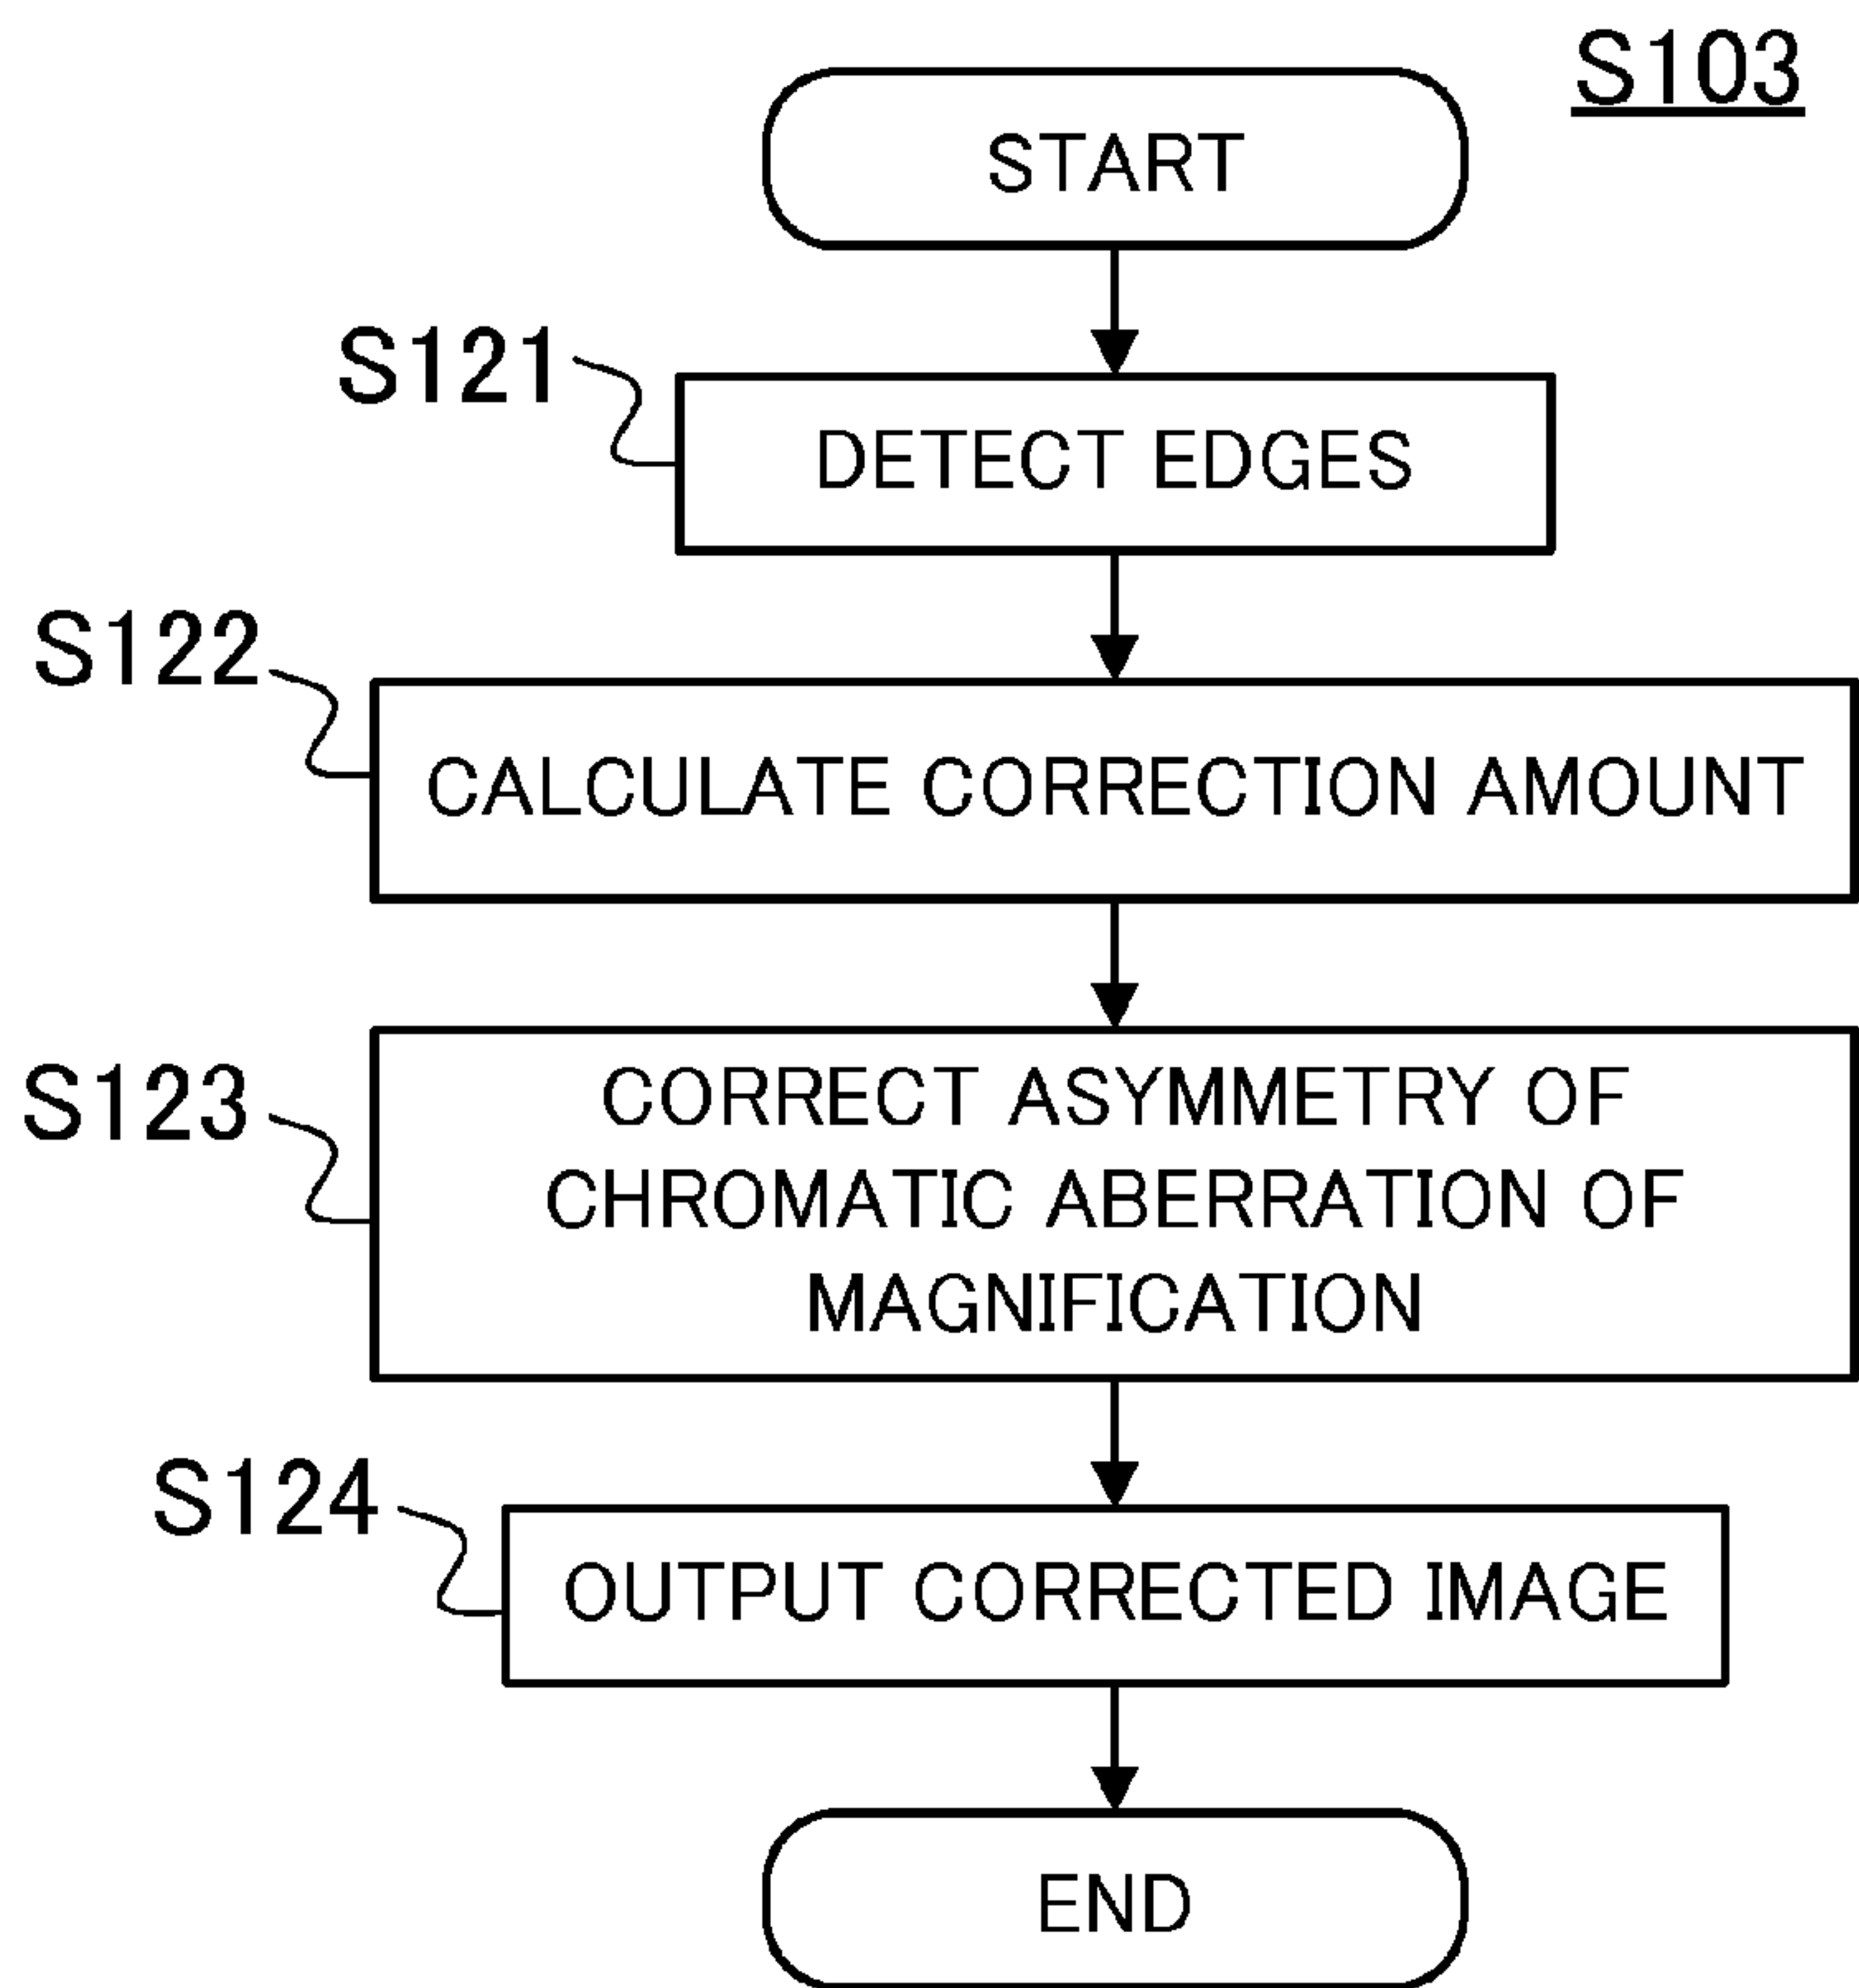 S103
START
S121
DETECT EDGES
S122
CALCULATE CORRECTION AMOUNT
S123
CORRECT ASYMMETRY OF
CHROMATIC ABERRATION OF
MAGNIFICATION
S124
OUTPUT CORRECTED IMAGE
END